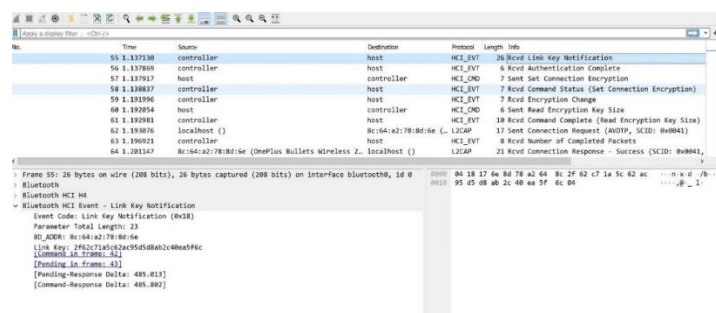 Apply a display filter ... <Ctrl-/>
No. Time Source Destination Protocol Length Info
55 1.137130 controller host HCI_EVT 26 Rcvd Link Key Notification
56 1.137869 controller host HCI_EVT 6 Rcvd Authentication Complete
57 1.137917 host controller HCI_CMD 7 Sent Set Connection Encryption
58 1.138837 controller host HCI_EVT 7 Rcvd Command Status (Set Connection Encryption)
59 1.191996 controller host HCI_EVT 7 Rcvd Encryption Change
60 1.192054 host controller HCI_CMD 6 Sent Read Encryption Key Size
61 1.192981 controller host HCI_EVT 10 Rcvd Command Complete (Read Encryption Key Size)
62 1.193076 localhost () 8c:64:a2:78:8d:6e (… L2CAP 17 Sent Connection Request (AVDTP, SCID: 0x0041)
63 1.196921 controller host HCI_EVT 8 Rcvd Number of Completed Packets
64 1.201147 8c:64:a2:78:8d:6e (OnePlus Bullets Wireless Z… localhost () L2CAP 21 Rcvd Connection Response - Success (SCID: 0x0041,
Frame 55: 26 bytes on wire (208 bits), 26 bytes captured (208 bits) on interface bluetooth0, id 0
Bluetooth
Bluetooth HCI H4
Bluetooth HCI Event - Link Key Notification
Event Code: Link Key Notification (0x18)
Parameter Total Length: 23
BD_ADDR: 8c:64:a2:78:8d:6e
Link Key: 2f62c71a5c62ac95d5d8ab2c40ea5f6c
[Command in frame: 42]
[Pending in frame: 43]
[Pending-Response Delta: 485.013]
[Command-Response Delta: 485.802]
0000 04 18 17 6e 8d 78 a2 64 8c 2f 62 c7 1a 5c 62 ac ···n·x·d ·/b··
0010 95 d5 d8 ab 2c 40 ea 5f 6c 04 ····,@·_ l·